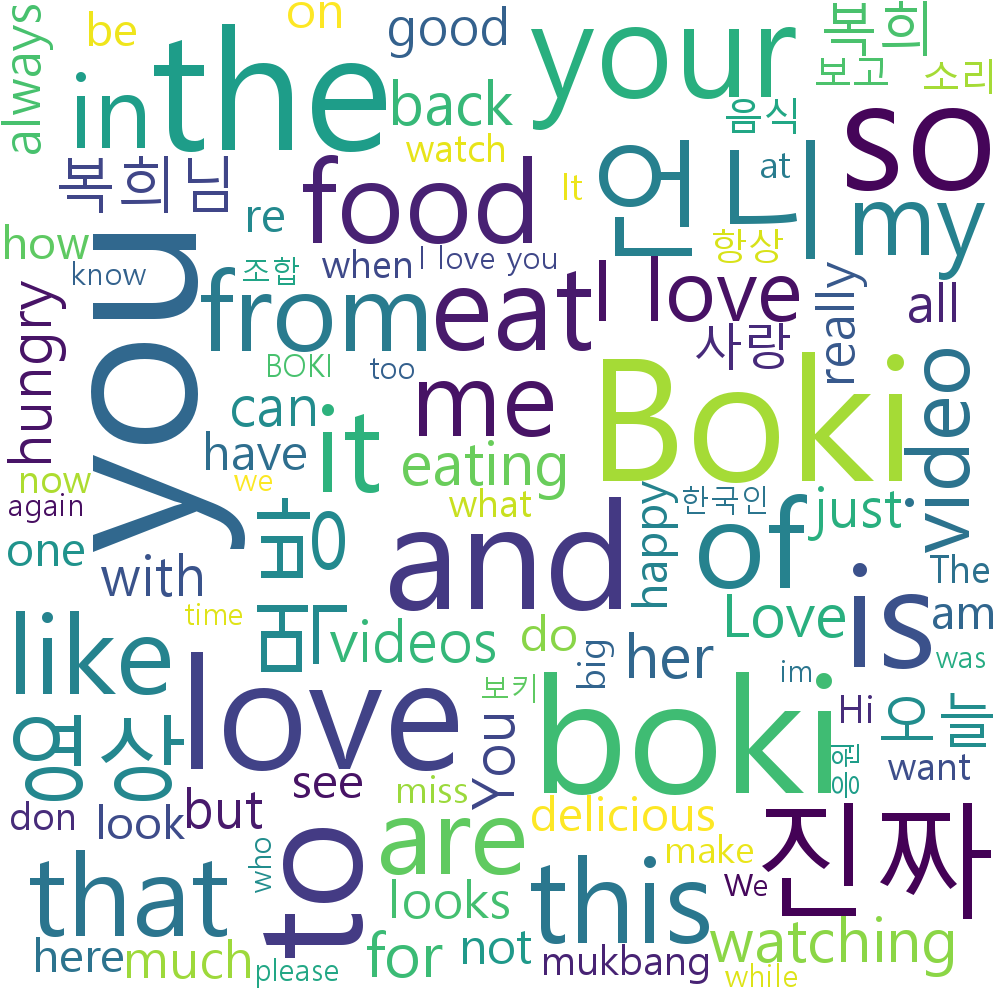 always
be
on
good
복희
in
the
your
back
보고
소리
음식
so
watch
복희님
food
언니
It
at
my
how
re
항상
know
조합
when
I love you
from
eat
I love
really
all
hungry
사랑
you
BOKI
too
me
Boki
video
can
it
have
eating
now
we
again
what
한국인
just
one
먹방
and
happy
of
with
The
time
like
videos
do
Love
is
am
big
her
was
love
보키
im
영상
boki
Hi
오늘
see
You
응원
miss
want
don
look
but
delicious
진짜
to
are
who
make
that
looks
this
We
here
much
for
not
watching
please
mukbang
while